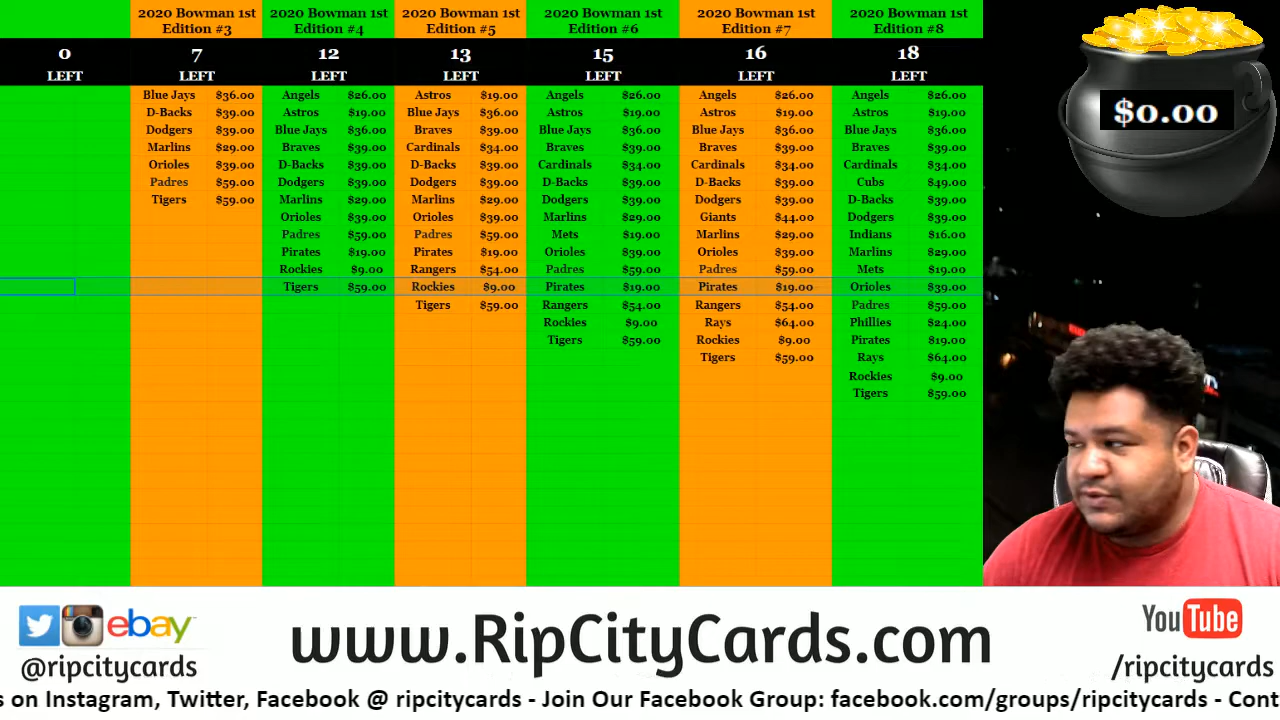 2020 Bowman 1st Edition #3
2020 Bowman 1st Edition #4
2020 Bowman 1st Edition #5
2020 Bowman 1st Edition #6
2020 Bowman 1st Edition #7
2020 Bowman 1st Edition #8
0 7 12 13 15 16 18
LEFT LEFT LEFT LEFT LEFT LEFT LEFT
Blue Jays $36.00 Angels $26.00 Astros $19.00 Angels $26.00 Angels $26.00 Angels $26.00
D-Backs $39.00 Astros $19.00 Blue Jays $36.00 Astros $19.00 Astros $19.00 Astros $19.00
Dodgers $39.00 Blue Jays $36.00 Braves $39.00 Blue Jays $36.00 Blue Jays $36.00 Blue Jays $36.00
Marlins $29.00 Braves $39.00 Cardinals $34.00 Braves $39.00 Braves $39.00 Braves $39.00
Orioles $39.00 D-Backs $39.00 D-Backs $39.00 Cardinals $34.00 Cardinals $34.00 Cardinals $34.00
Padres $59.00 Dodgers $39.00 Dodgers $39.00 D-Backs $39.00 D-Backs $39.00 Cubs $49.00
Tigers $59.00 Marlins $29.00 Marlins $29.00 Dodgers $39.00 Dodgers $39.00 D-Backs $39.00
Orioles $39.00 Orioles $39.00 Marlins $29.00 Giants $44.00 Dodgers $39.00
Padres $59.00 Padres $59.00 Mets $19.00 Marlins $29.00 Indians $16.00
Pirates $19.00 Pirates $19.00 Orioles $39.00 Orioles $39.00 Marlins $29.00
Rockies $9.00 Rangers $54.00 Padres $59.00 Padres $59.00 Mets $19.00
Tigers $59.00 Rockies $9.00 Pirates $19.00 Pirates $19.00 Orioles $39.00
Tigers $59.00 Rangers $54.00 Rangers $54.00 Padres $59.00
Rockies $9.00 Rays $64.00 Phillies $24.00
Tigers $59.00 Rockies $9.00 Pirates $19.00
Tigers $59.00 Rays $64.00
Rockies $9.00
Tigers $59.00
$0.00
ebay
@ripcitycards
www.RipCityCards.com
YouTube
/ripcitycards
s on Instagram, Twitter, Facebook @ ripcitycards - Join Our Facebook Group: facebook.com/groups/ripcitycards - Cont